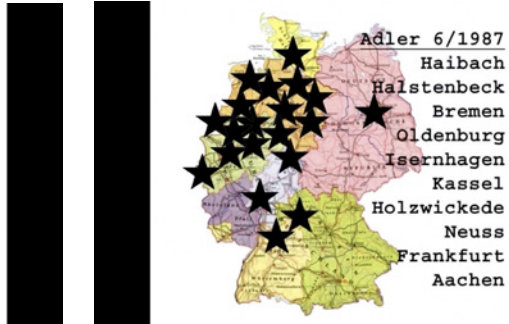 Adler 6/1987
Haibach
Halstenbeck
Bremen
Oldenburg
Isernhagen
Kassel
Holzwickede
Neuss
Frankfurt
Aachen